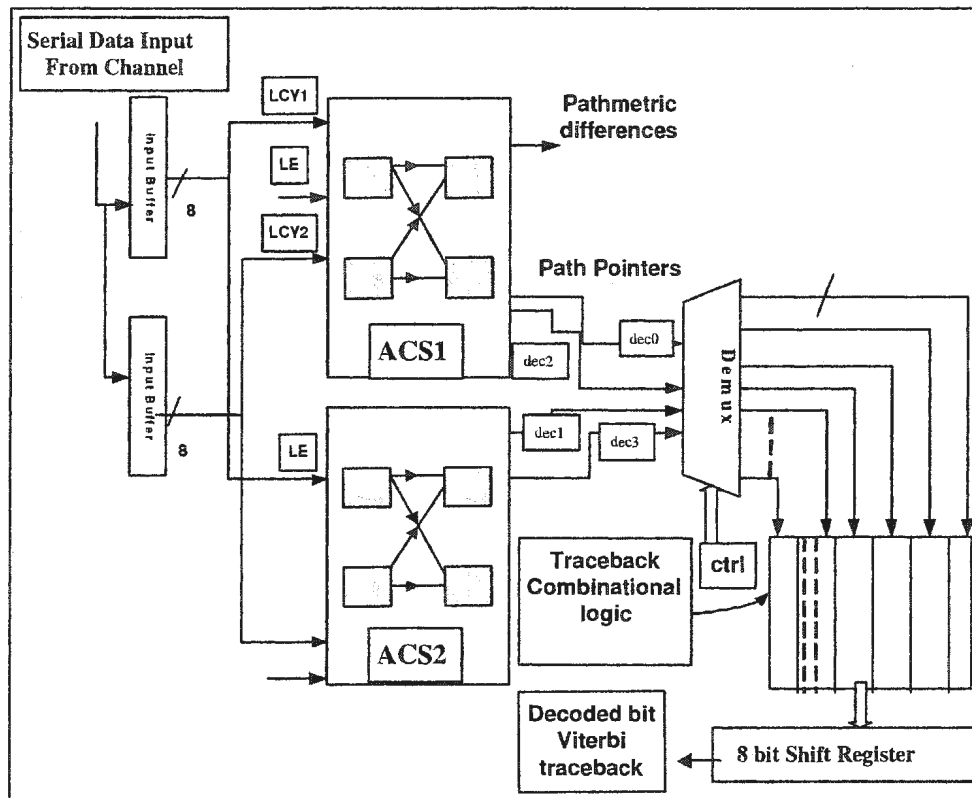 Serial Data Input
From Channel
LCY1
Pathmetric
differences
Input Buffer
LE
8
LCY2
Path Pointers
dec0
ACS1
dec2
Demux
Input Buffer
8
LE
dec1
dec3
Traceback
Combinational
logic
ctrl
ACS2
Decoded bit
Viterbi
traceback
8 bit Shift Register